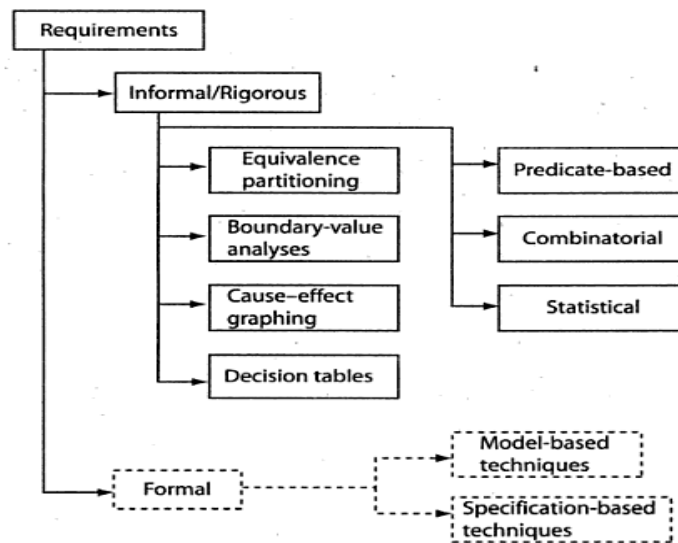 Requirements
Informal/Rigorous
Equivalence
partitioning
Boundary-value
analyses
Cause–effect
graphing
Decision tables
Predicate-based
Combinatorial
Statistical
Formal
Model-based
techniques
Specification-based
techniques